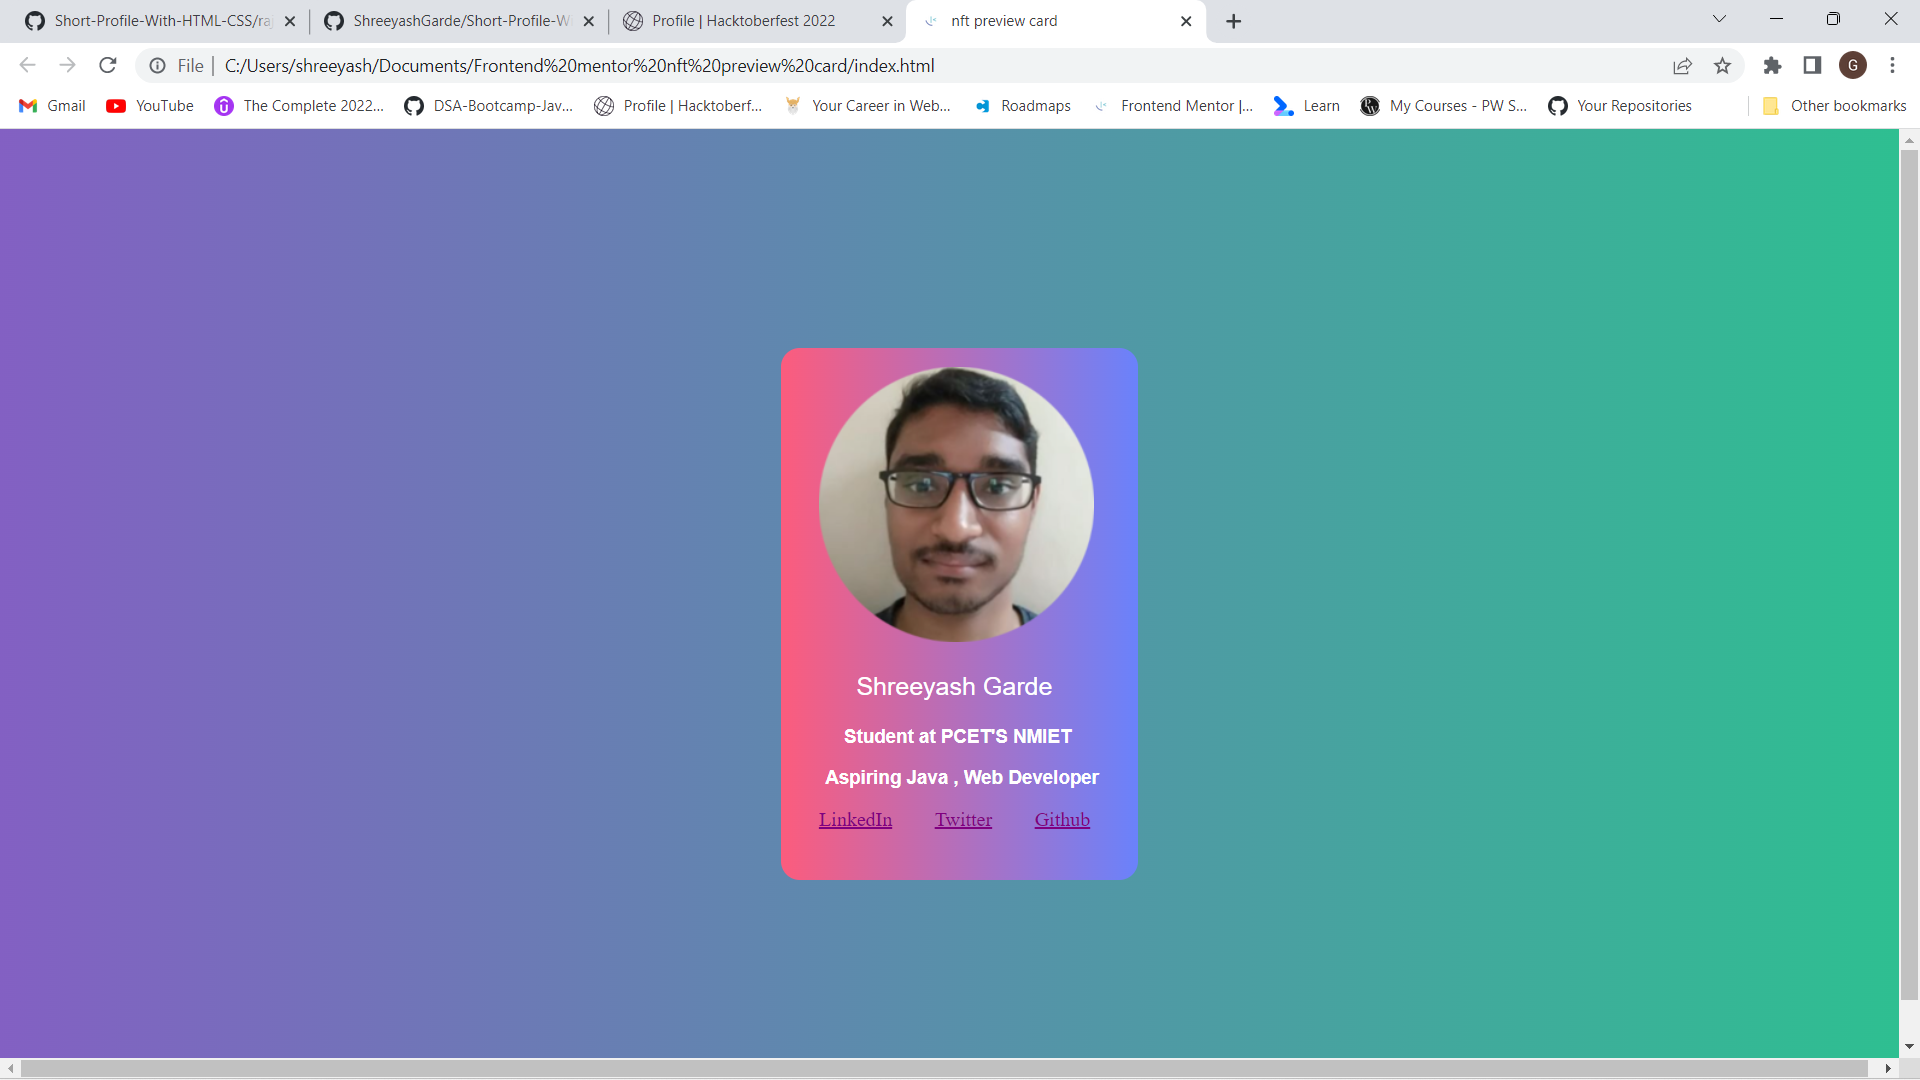 Short-Profile-With-HTML-CSS/raj
ShreeyashGarde/Short-Profile-Wi
Profile | Hacktoberfest 2022
nft preview card
File | C:/Users/shreeyash/Documents/Frontend%20mentor%20nft%20preview%20card/index.html
G
Gmail
YouTube
The Complete 2022...
DSA-Bootcamp-Jav...
Profile | Hacktoberf...
Your Career in Web...
Roadmaps
Frontend Mentor |...
Learn
My Courses - PW S...
Your Repositories
Other bookmarks
Shreeyash Garde
Student at PCET'S NMIET
Aspiring Java , Web Developer
LinkedIn Twitter Github